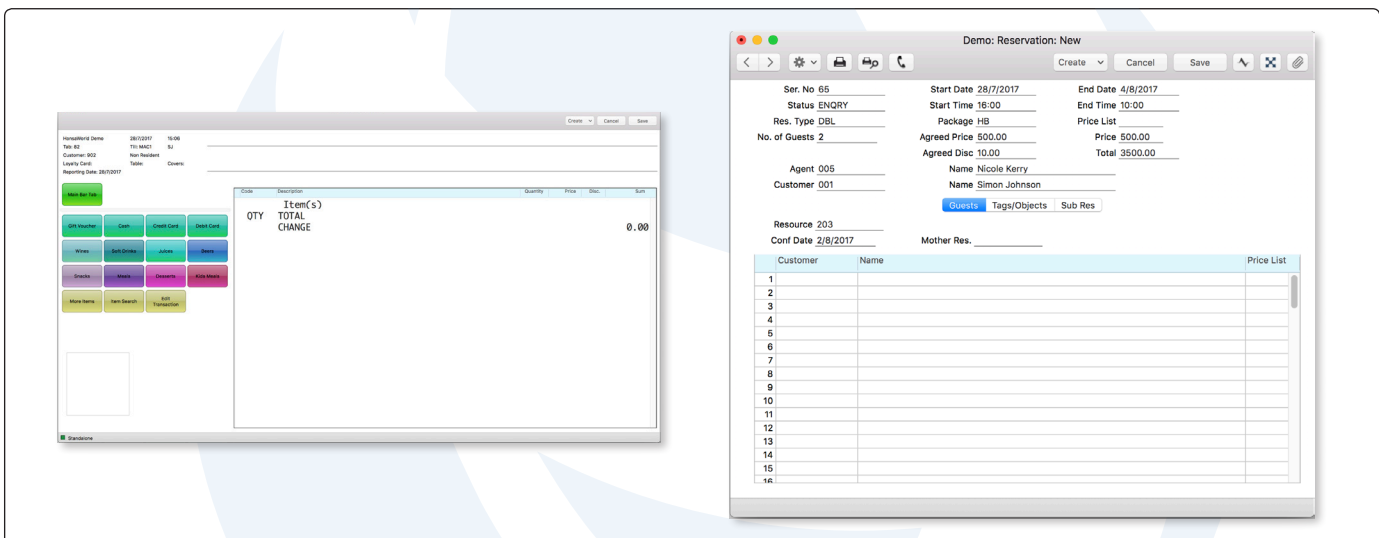 Create Cancel Save
HansaWorld Demo 28/7/2017 15:06
Tab: 82 Till: MAC1 SJ
Customer: 902 Non Resident
Loyalty Card: Table: Covers:
Reporting Date: 28/7/2017
Main Bar Tab
Gift Voucher Cash Credit Card Debit Card
Wines Soft Drinks Juices Beers
Snacks Meals Desserts Kids Meals
More Items Item Search Edit Transaction
Code Description Quantity Price Disc. Sum
Item(s)
QTY TOTAL
CHANGE 0.00
Standalone
Demo: Reservation: New
Create Cancel Save
Ser. No 65 Start Date 28/7/2017 End Date 4/8/2017
Status ENQRY Start Time 16:00 End Time 10:00
Res. Type DBL Package HB Price List
No. of Guests 2 Agreed Price 500.00 Price 500.00
Agreed Disc 10.00 Total 3500.00
Agent 005 Name Nicole Kerry
Customer 001 Name Simon Johnson
Guests Tags/Objects Sub Res
Resource 203
Conf Date 2/8/2017 Mother Res.
Customer Name Price List
1
2
3
4
5
6
7
8
9
10
11
12
13
14
15
16